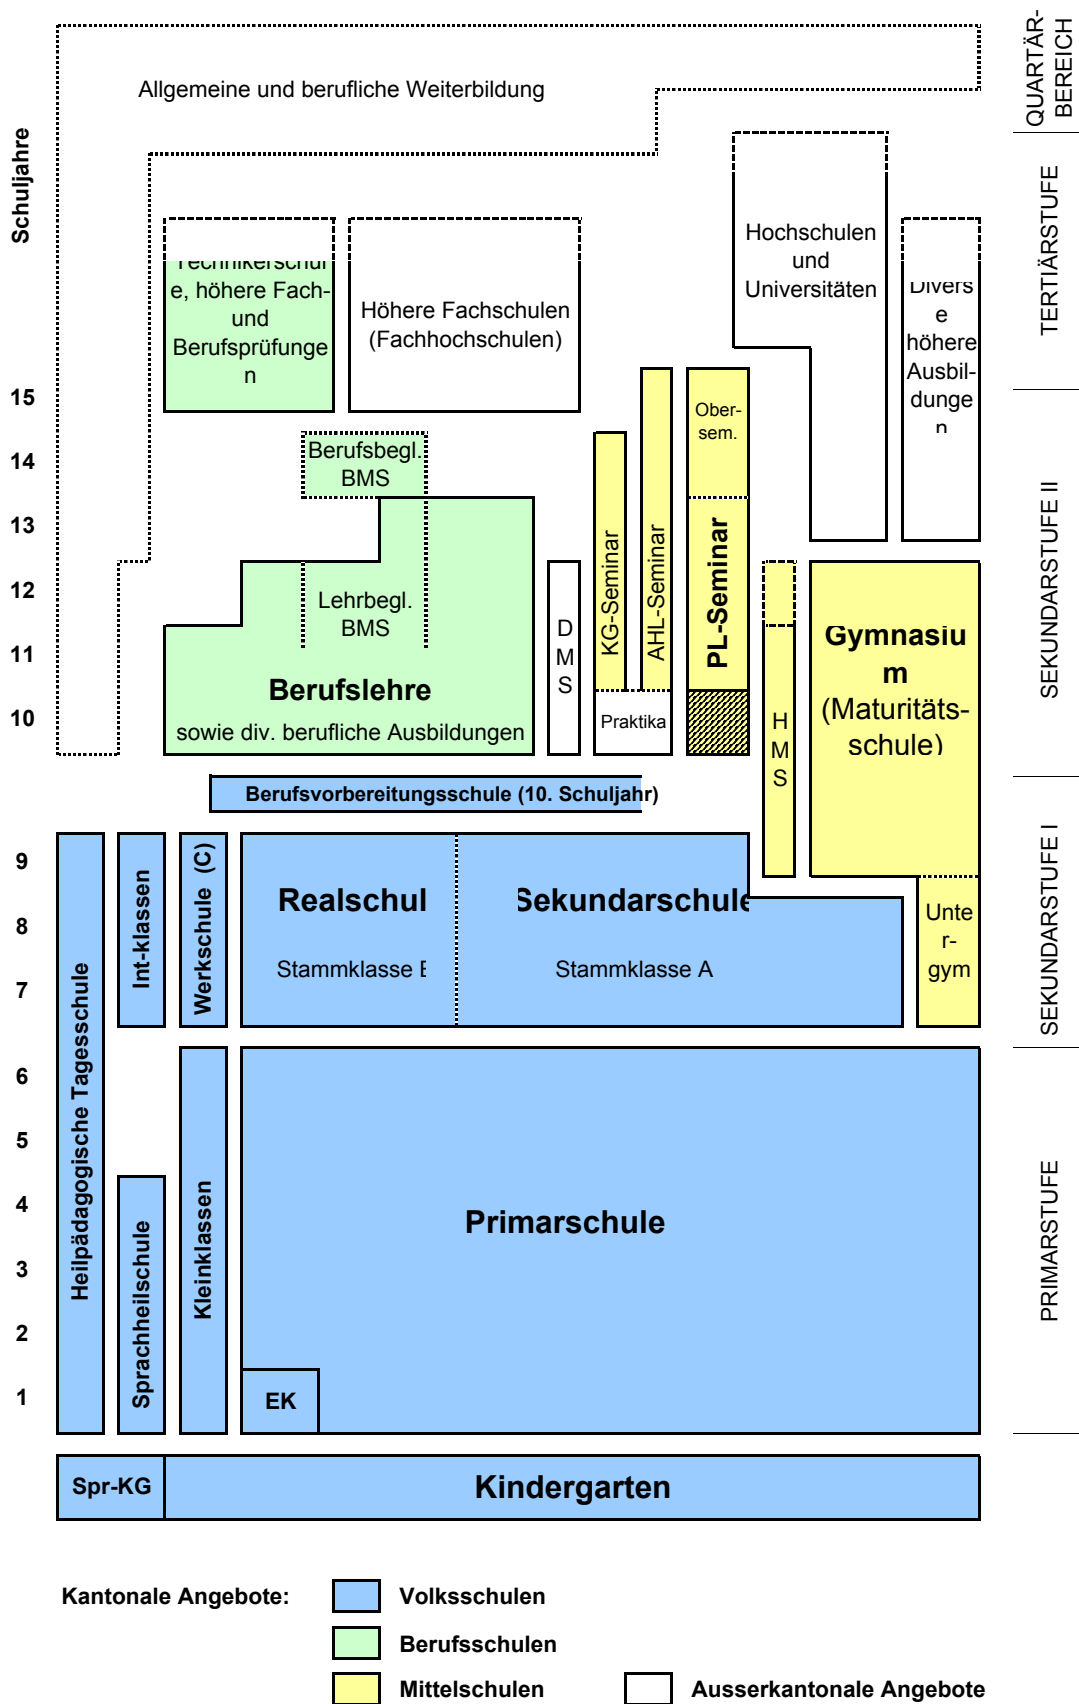 QUARTÄR-
BEREICH
Allgemeine und berufliche Weiterbildung
Schuljahre
TERTIÄRSTUFE
Hochschulen
und
Universitäten
Technikerschul
e, höhere Fach-
und
Berufsprüfunge
n
Höhere Fachschulen
(Fachhochschulen)
Divers
e
höhere
Ausbil-
dunge
n
15
14
13
12
11
10
Ober-
sem.
Berufsbegl.
BMS
SEKUNDARSTUFE II
Lehrbegl.
BMS
Berufslehre
sowie div. berufliche Ausbildungen
D
M
S
KG-Seminar
AHL-Seminar
PL-Seminar
Praktika
H
M
S
Gymnasiu
m
(Maturitäts-
schule)
Berufsvorbereitungsschule (10. Schuljahr)
9
8
7
Heilpädagogische Tagesschule
Int-klassen
Werkschule (C)
Realschul
Stammklasse B
Sekundarschule
Stammklasse A
Unte
r-
gym
SEKUNDARSTUFE I
6
5
4
3
2
1
Sprachheilschule
Kleinklassen
Primarschule
EK
PRIMARSTUFE
Spr-KG
Kindergarten
Kantonale Angebote:
Volksschulen
Berufsschulen
Mittelschulen
Ausserkantonale Angebote